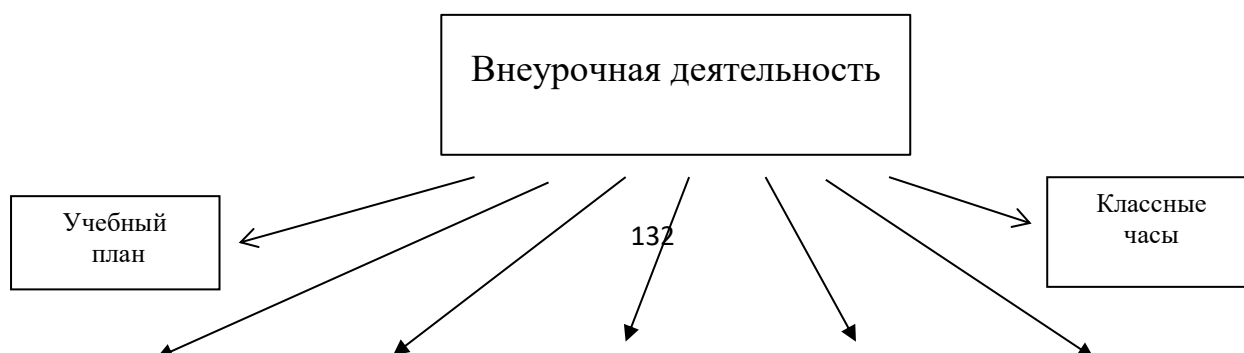 Внеурочная деятельность
Учебный
план
Классные
часы
132